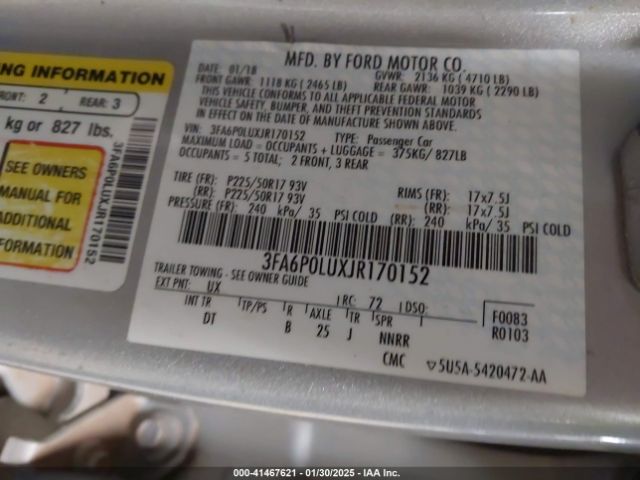 NG INFORMATION
RONT: 2 REAR: 3
kg or 827 lbs.
SEE OWNERS
MANUAL FOR
ADDITIONAL
INFORMATION
3FA6P0LUXJR170152
MFD. BY FORD MOTOR CO.
DATE: 01/18 GVWR: 2136 KG ( 4710 LB)
FRONT GAWR: 1118 KG ( 2465 LB) 1039 KG ( 2290 LB)
THIS VEHICLE CONFORMS TO ALL APPLICABLE FEDERAL MOTOR
VEHICLE SAFETY, BUMPER, AND THEFT PREVENTION STANDARDS
IN EFFECT ON THE DATE OF MANUFACTURE SHOWN ABOVE.
VIN: 3FA6P0LUXJR170152 TYPE: Passenger Car
MAXIMUM LOAD = OCCUPANTS + LUGGAGE = 375KG/ 827LB
OCCUPANTS = 5 TOTAL; 2 FRONT, 3 REAR
TIRE (FR): P225/50R17 93V RIMS (FR): 17x7.5J
(RR): P225/50R17 93V (RR): 17x7.5J
PRESSURE (FR): 240 kPa/ 35 PSI COLD (RR): 240 kPa/ 35 PSI COLD
3FA6P0LUXJR170152
TRAILER TOWING - SEE OWNER GUIDE
EXT PNT: UX RC: 72 DSO:
INT TR TP/PS R AXLE TR SPR
DT B 25 J NNRR
F0083
R0103
CMC 5U5A-5420472-AA
000-41467621 - 01/30/2025 - IAA Inc.